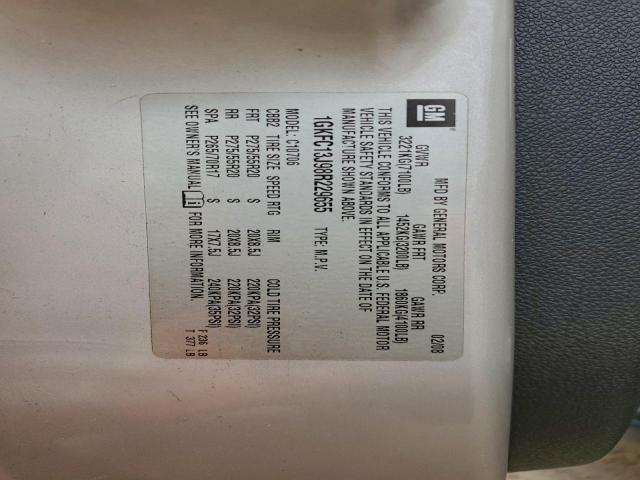 GM ®
MFD BY GENERAL MOTORS CORP. 02/08
GVWR GAWR FRT GAWR RR
3221KG(7100LB) 1452KG(3200LB) 1860KG(4100LB)
THIS VEHICLE CONFORMS TO ALL APPLICABLE U.S. FEDERAL MOTOR
VEHICLE SAFETY STANDARDS IN EFFECT ON THE DATE OF
MANUFACTURE SHOWN ABOVE.
1GKFC13J98R229655 TYPE: M.P.V.
MODEL: C10706
CBD2 TIRE SIZE SPEED RTG RIM COLD TIRE PRESSURE
FRT P275/55R20 S 20X8.5J 220KPA(32PSI)
RR P275/55R20 S 20X8.5J 220KPA(32PSI)
SPA P265/70R17 S 17X7.5J 240KPA(35PSI)
SEE OWNER'S MANUAL FOR MORE INFORMATION.
F 236 LB
T 377 LB